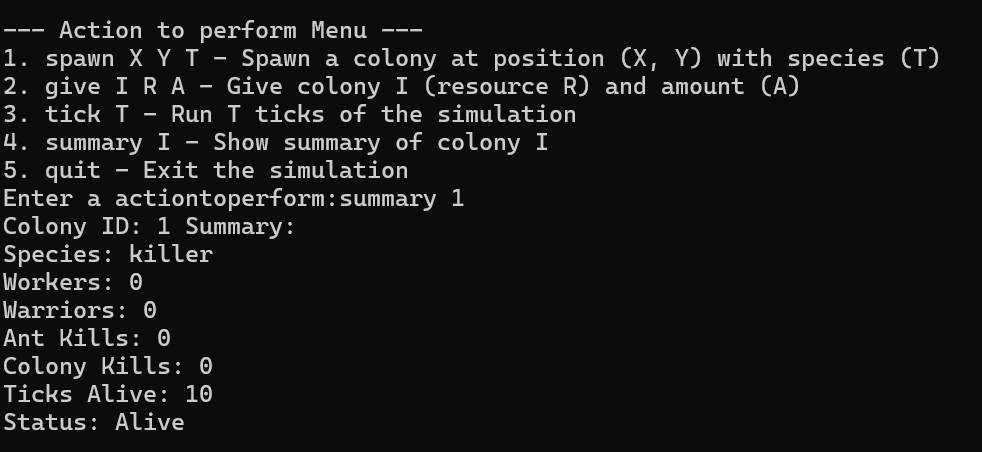 --- Action to perform Menu ---
1. spawn X Y T - Spawn a colony at position (X, Y) with species (T)
2. give I R A - Give colony I (resource R) and amount (A)
3. tick T - Run T ticks of the simulation
4. summary I - Show summary of colony I
5. quit - Exit the simulation
Enter a actiontoperform:summary 1
Colony ID: 1 Summary:
Species: killer
Workers: 0
Warriors: 0
Ant Kills: 0
Colony Kills: 0
Ticks Alive: 10
Status: Alive